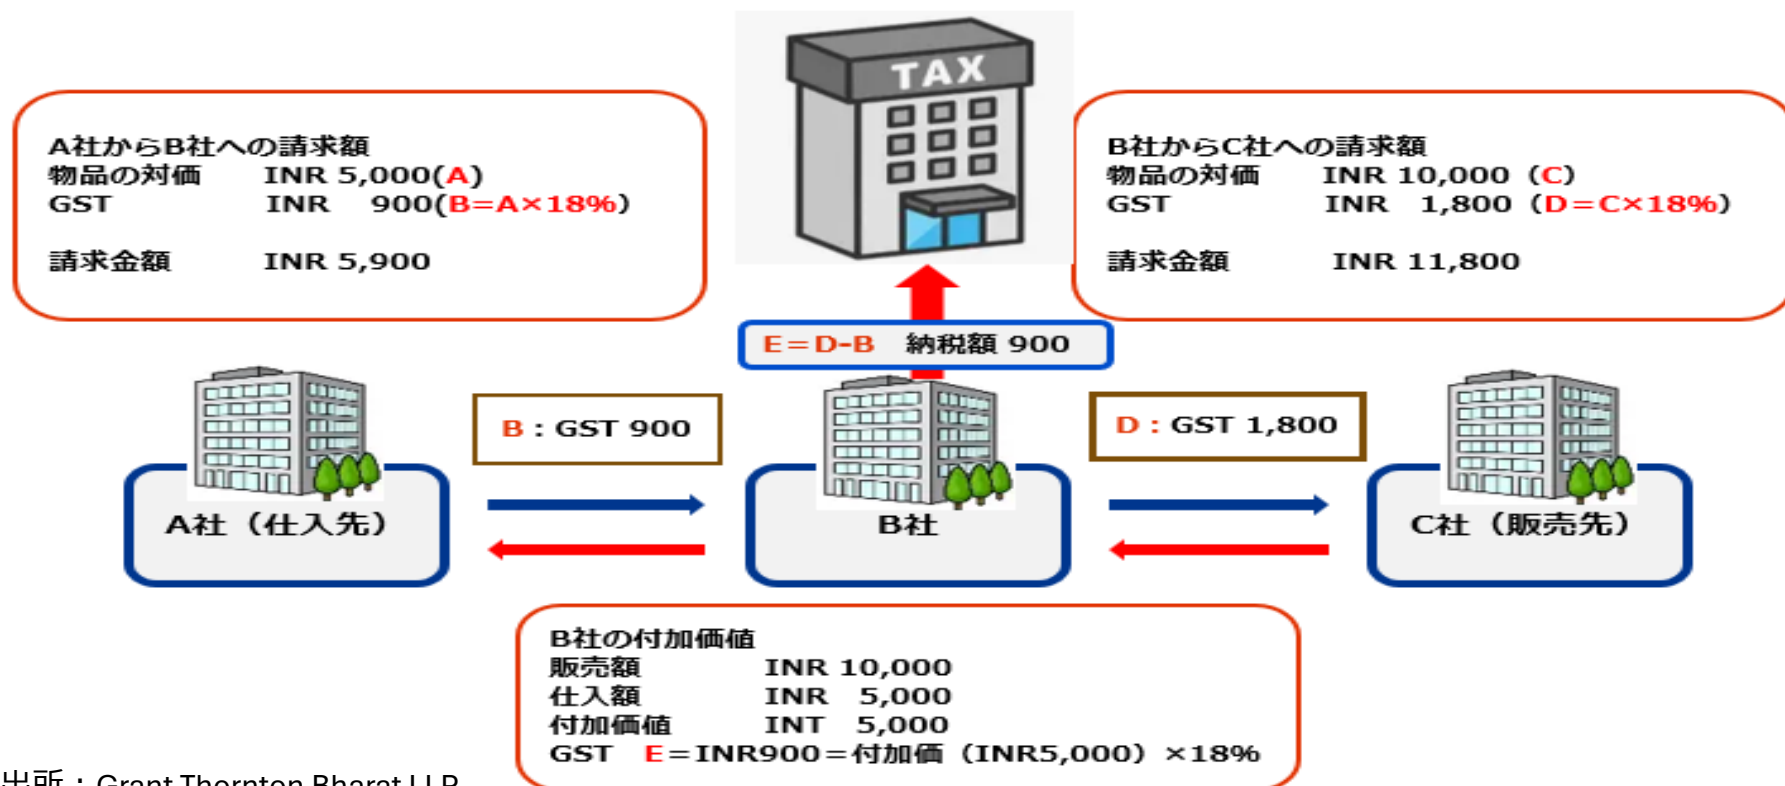 TAX
A社からB社への請求額
物品の対価 INR 5,000(A)
GST INR 900(B=A×18%)
請求金額 INR 5,900
B社からC社への請求額
物品の対価 INR 10,000（C）
GST INR 1,800（D＝C×18%）
請求金額 INR 11,800
E＝D-B 納税額 900
B：GST 900
D：GST 1,800
A社（仕入先）
B社
C社（販売先）
B社の付加価値
販売額 INR 10,000
仕入額 INR 5,000
付加価値 INT 5,000
GST E＝INR900＝付加価（INR5,000）×18%
出所：Grant Thornton Bharat LLP